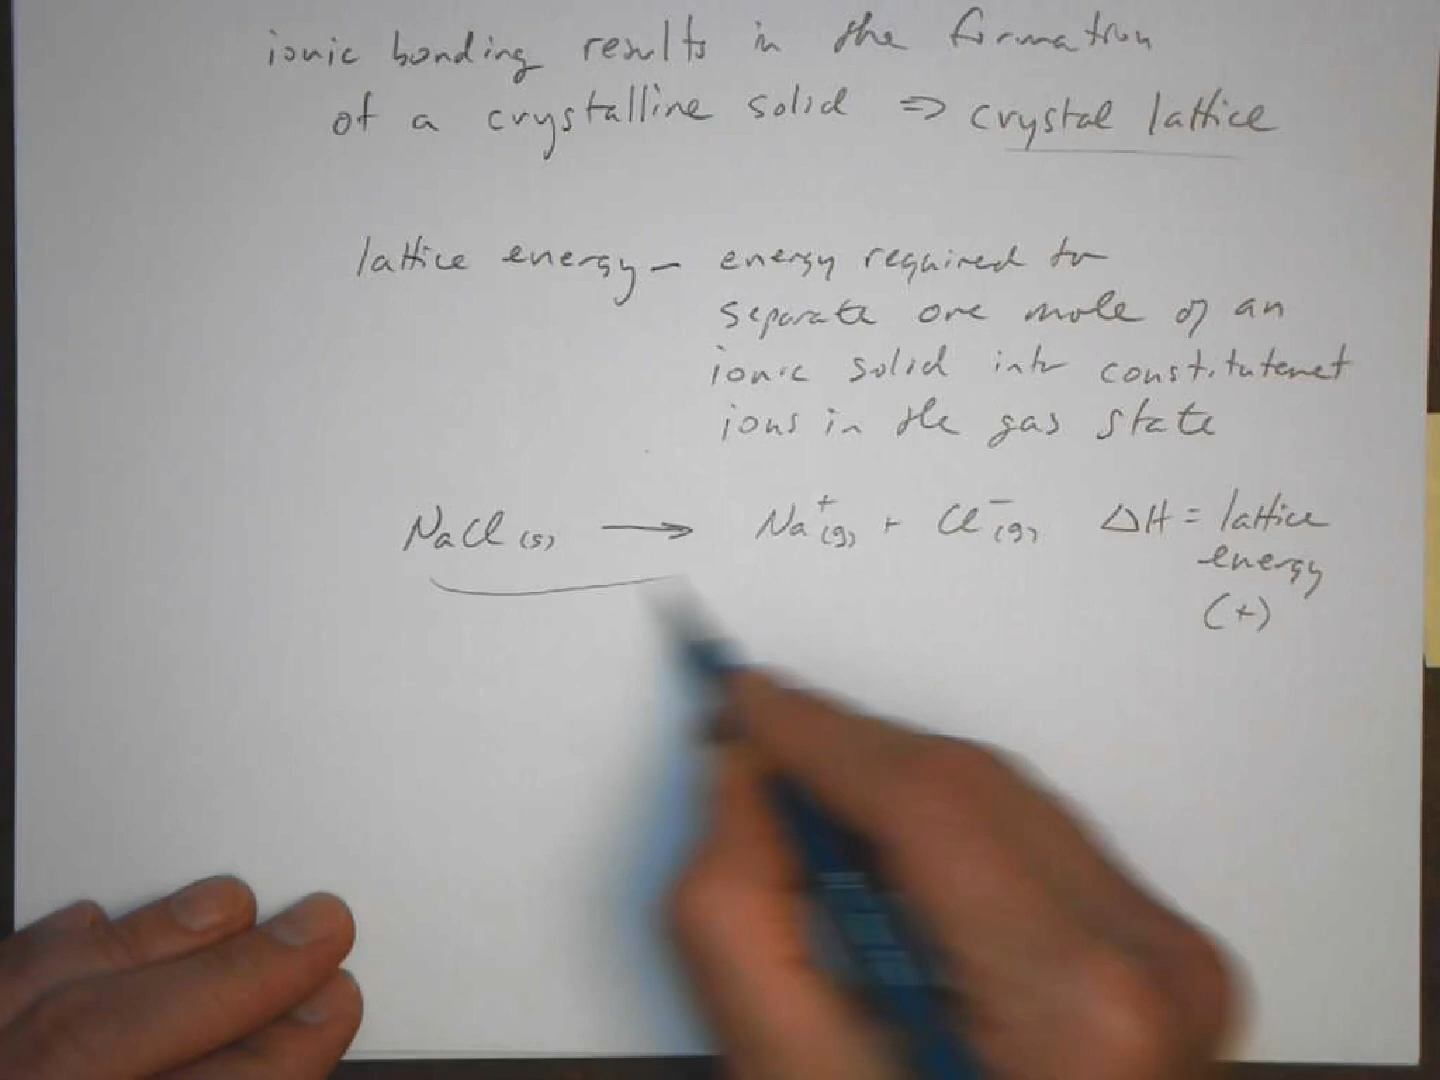 ionic bonding results in the formation
of a crystalline solid ⇒ crystal lattice
lattice energy – energy required to
separate one mole of an
ionic solid into constitutenet
ions in the gas state
NaCl (s) → Na⁺(g) + Cl⁻(g) ΔH = lattice
energy
(+)